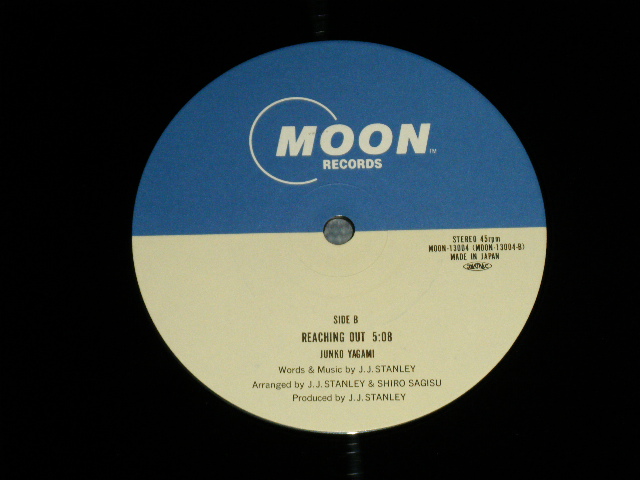 MOON TM
RECORDS
STEREO 45rpm
MOON-13004 (MOON-13004-B)
MADE IN JAPAN
SIDE B
REACHING OUT 5:08
JUNKO YAGAMI
Words & Music by J.J. STANLEY
Arranged by J.J. STANLEY & SHIRO SAGISU
Produced by J.J. STANLEY